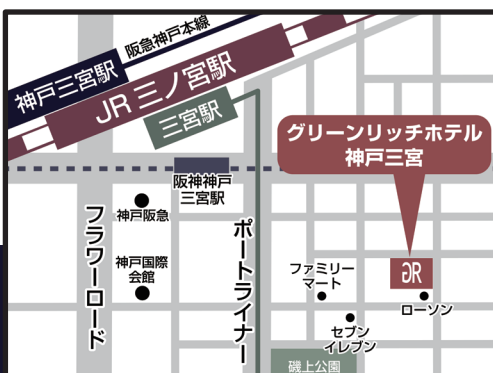 阪急神戸本線
神戸三宮駅
JR 三ノ宮駅
三宮駅
グリーンリッチホテル
神戸三宮
阪神神戸
三宮駅
神戸阪急
フラワーロード
ポートライナー
神戸国際
会館
ファミリー
マート
GR
ローソン
セブン
イレブン
磯上公園